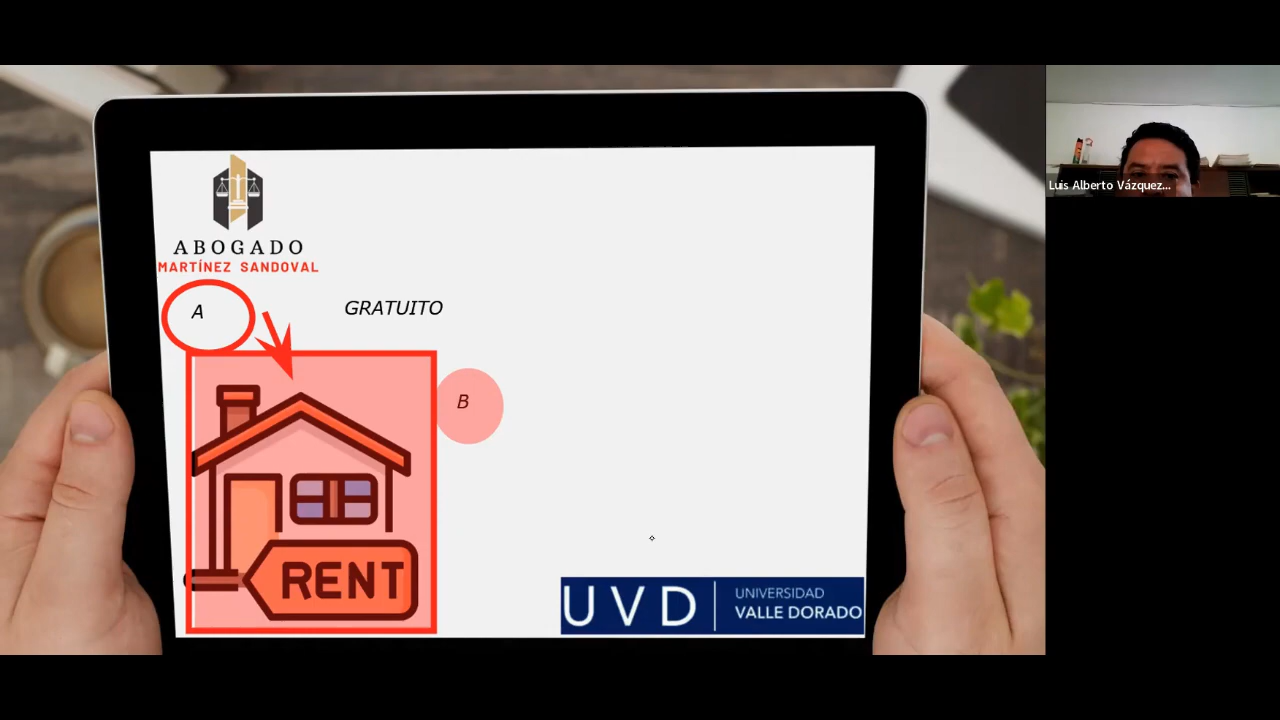 ABOGADO
MARTÍNEZ SANDOVAL
A
GRATUITO
B
RENT
UVD
UNIVERSIDAD
VALLE DORADO
Luis Alberto Vázquez...